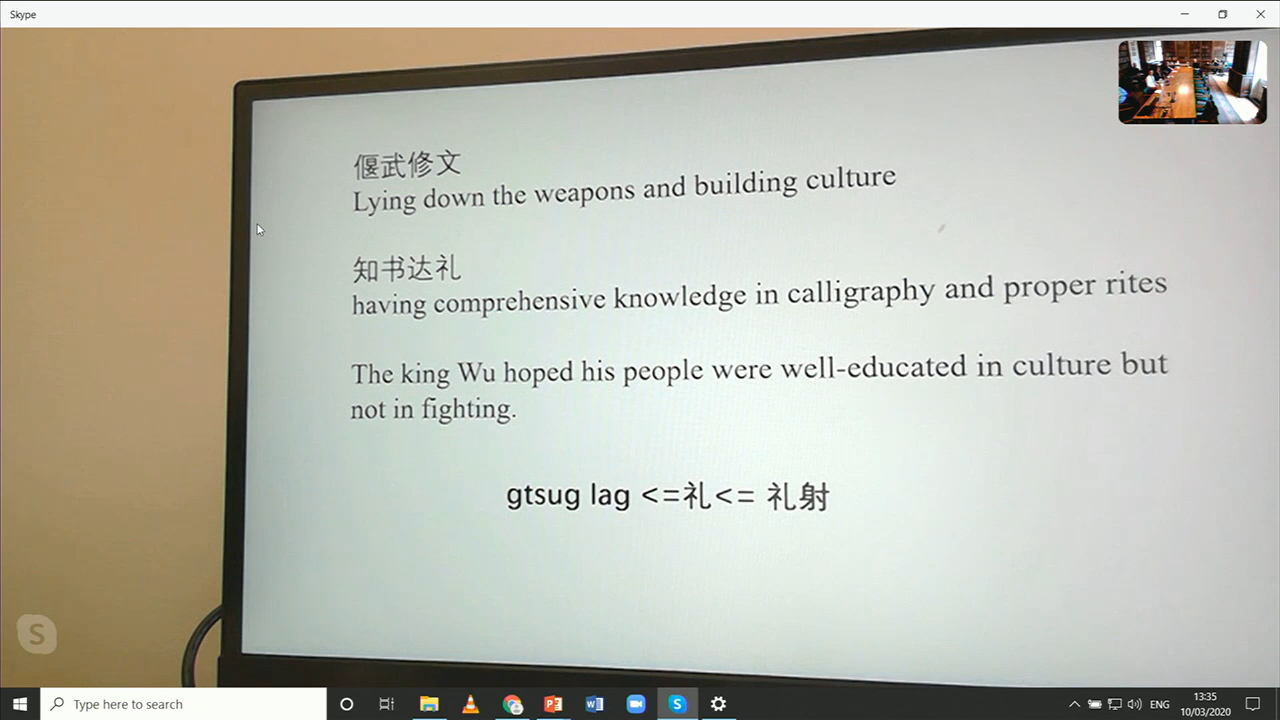 Skype
偃武修文
Lying down the weapons and building culture
知书达礼
having comprehensive knowledge in calligraphy and proper rites
The king Wu hoped his people were well-educated in culture but
not in fighting.
gtsug lag <=礼<= 礼射
S
Type here to search
ENG
13:35
10/03/2020